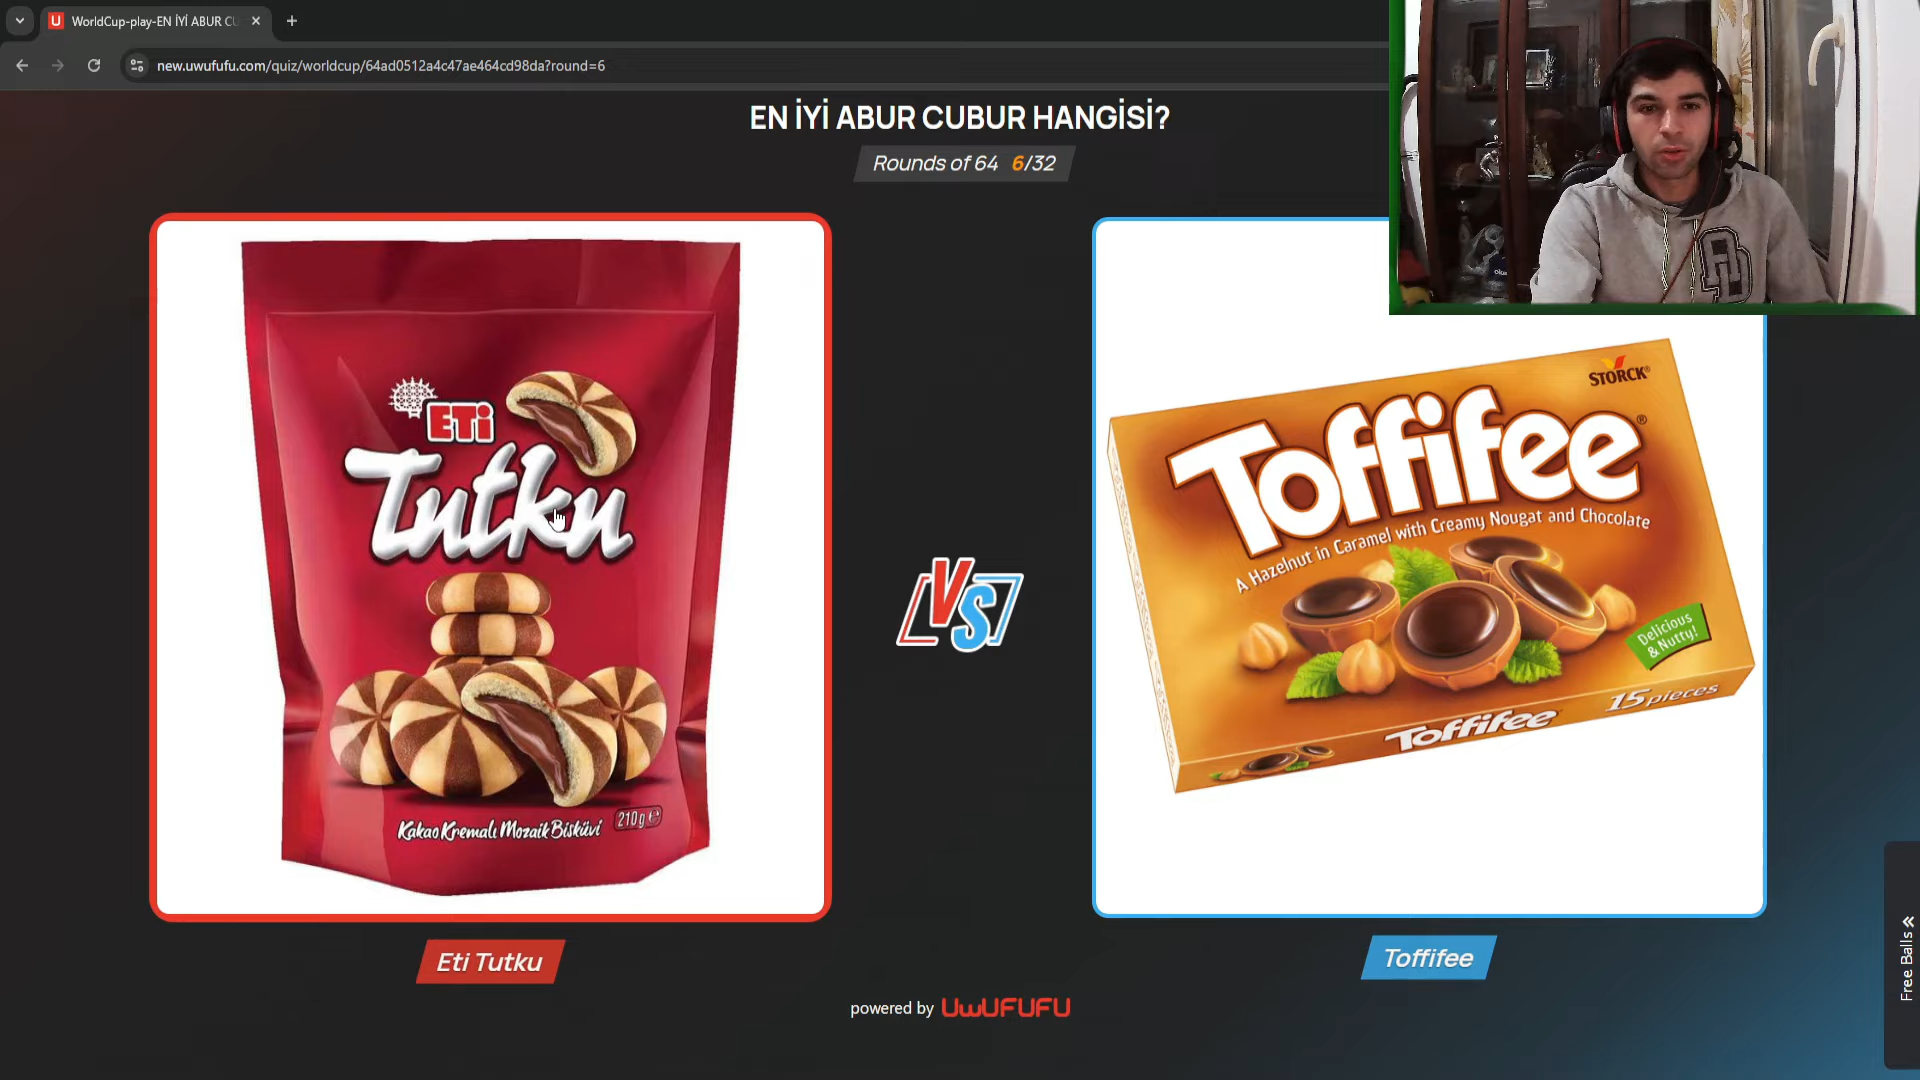 WorldCup-play-EN İYİ ABUR CU
new.uwufufu.com/quiz/worldcup/64ad0512a4c47ae464cd98da?round=6
EN İYİ ABUR CUBUR HANGİSİ?
Rounds of 64 6/32
ETİ
Tutku
Kakao Kremalı Mozaik Bisküvi 210g e
VS
STORCK®
Toffifee®
A Hazelnut in Caramel with Creamy Nougat and Chocolate
Delicious
& Nutty!
15 pieces
Toffifee
Eti Tutku
Toffifee
powered by UwUFUFU
Free Balls